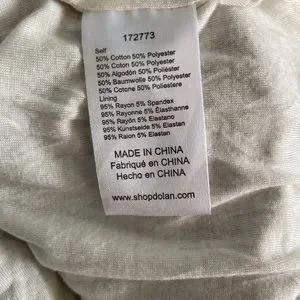 172773
Self
50% Cotton 50% Polyester
50% Coton 50% Polyester
50% Algodón 50% Poliéster
50% Baumwolle 50% Polyester
50% Cotone 50% Poliestere
Lining
95% Rayon 5% Spandex
95% Rayonne 5% Élasthanne
95% Rayón 5% Elastano
95% Kunstseide 5% Elastan
95% Raion 5% Elastan
MADE IN CHINA
Fabriqué en CHINA
Hecho en CHINA
www.shopdolan.com